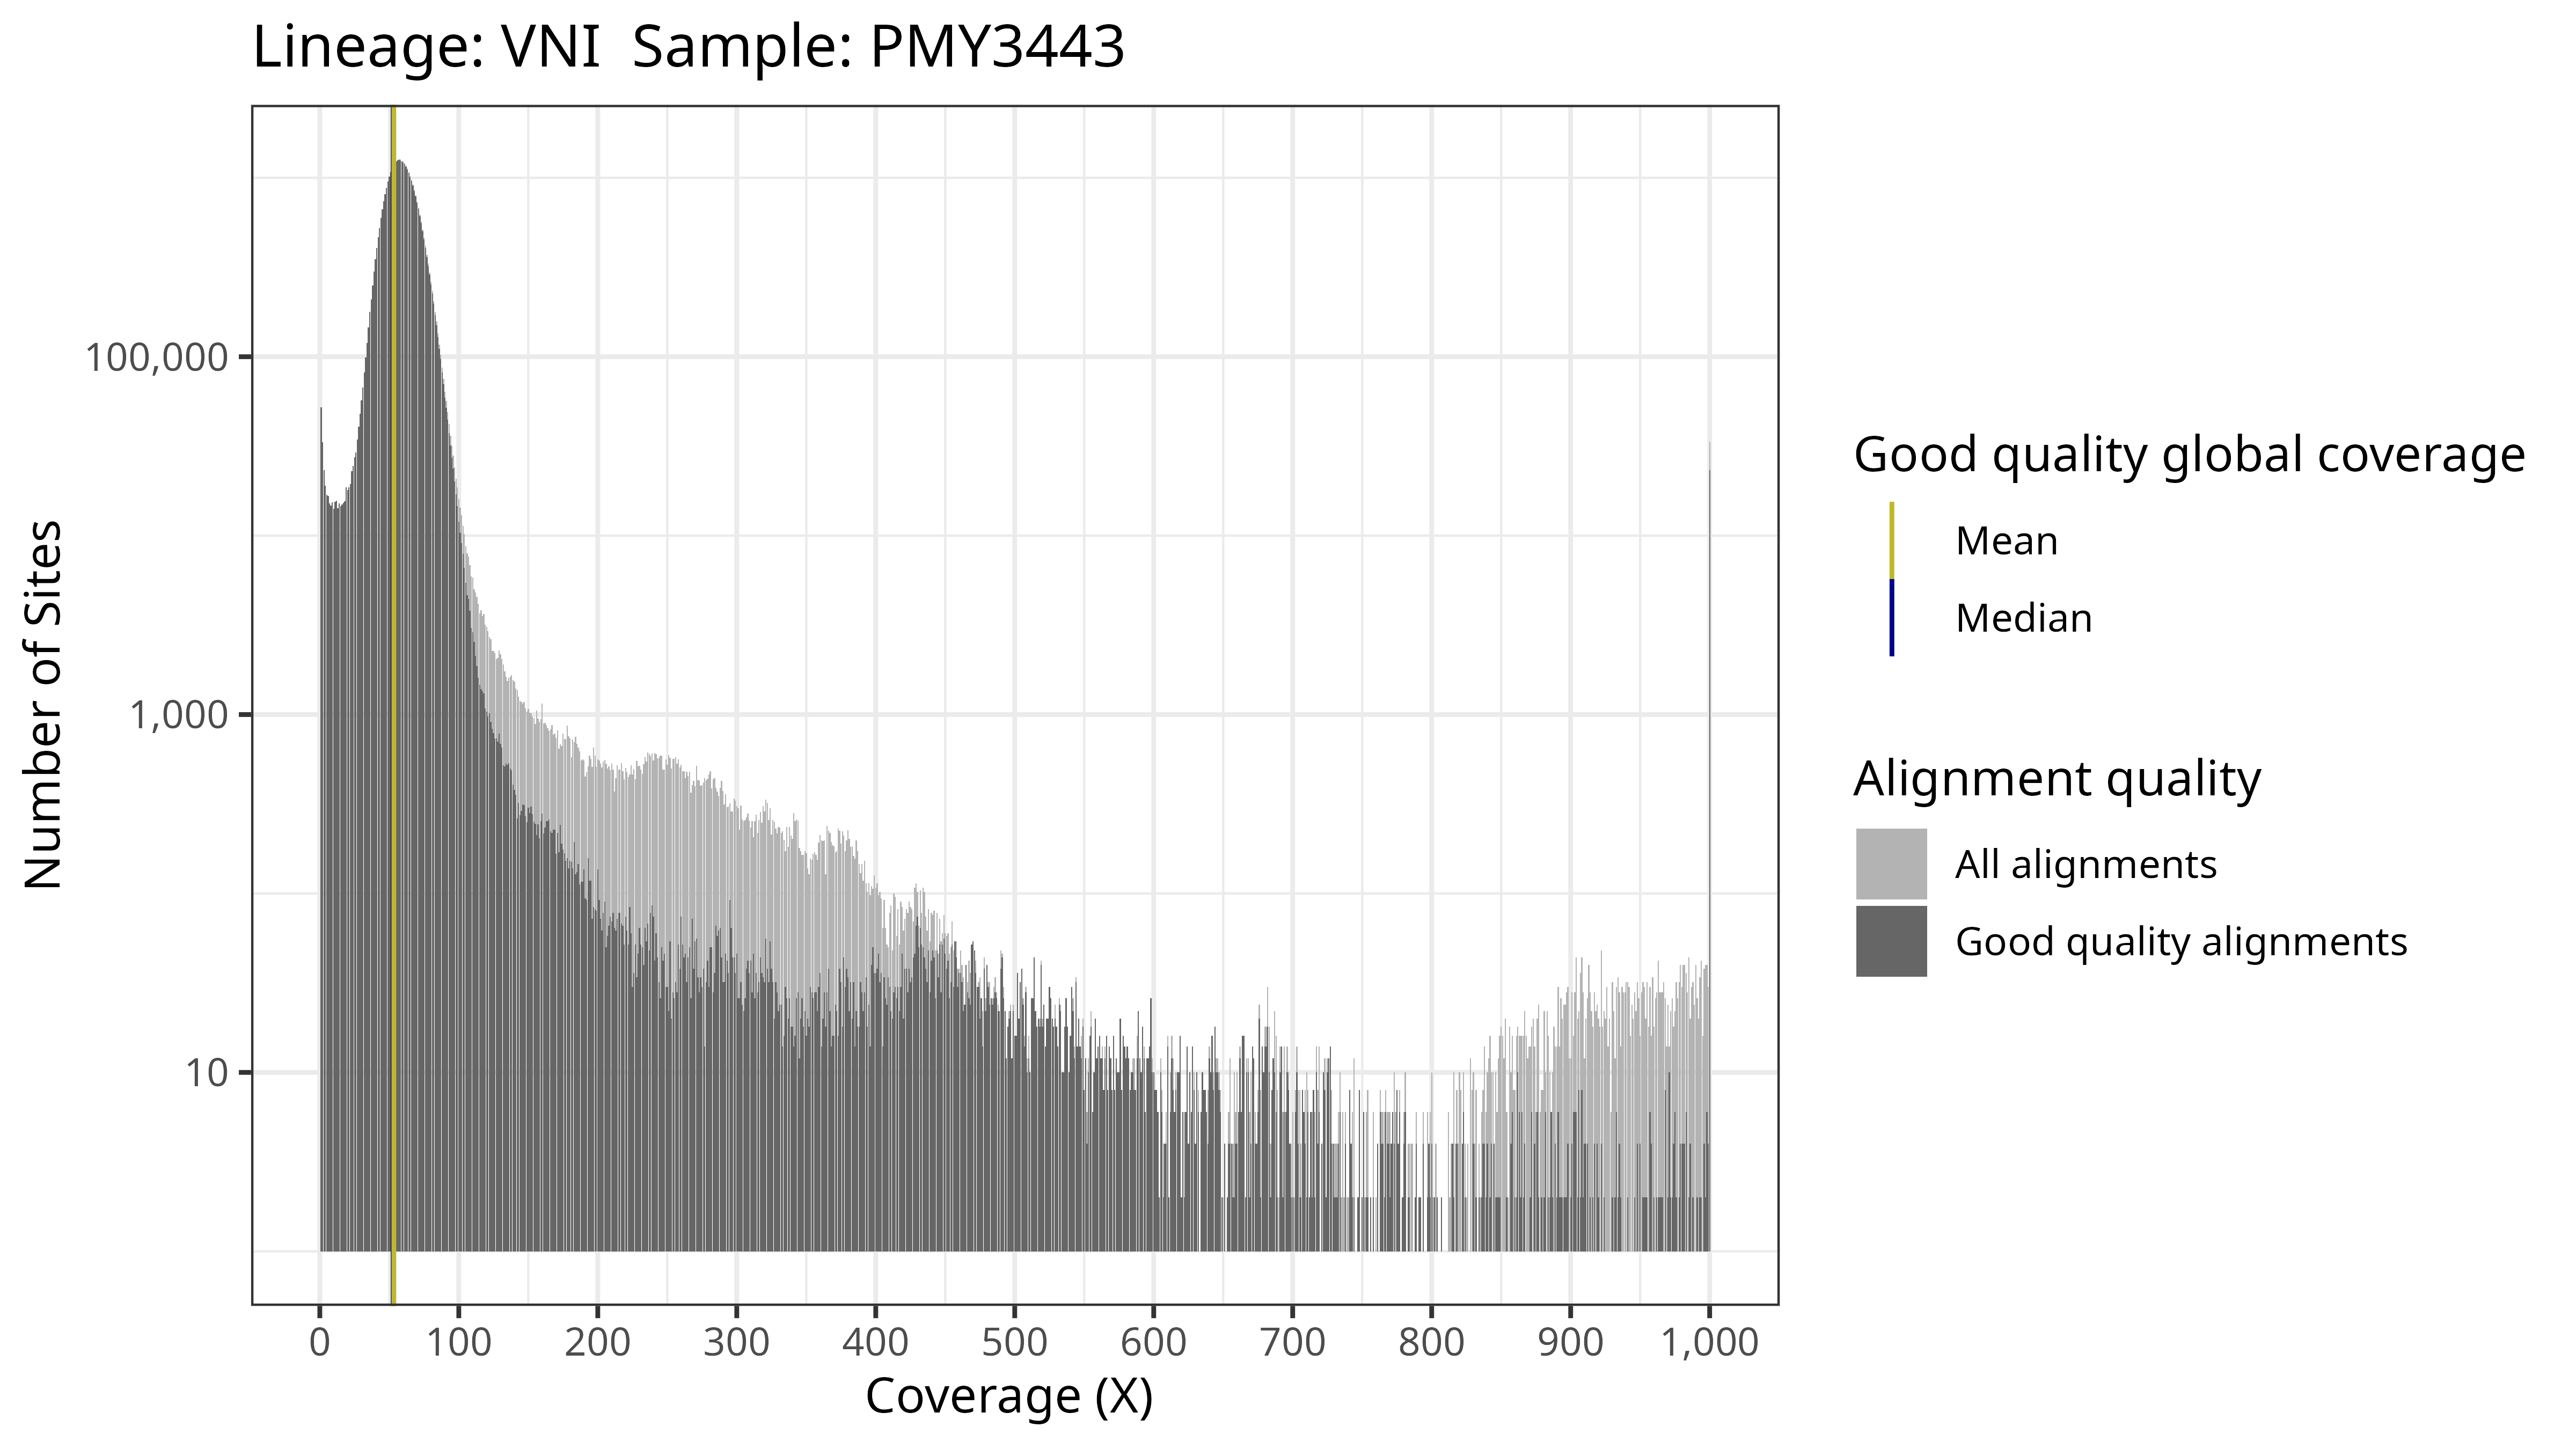 Lineage: VNI  Sample: PMY3443
Number of Sites
100,000
1,000
10
0 100 200 300 400 500 600 700 800 900 1,000
Coverage (X)
Good quality global coverage
Mean
Median
Alignment quality
All alignments
Good quality alignments